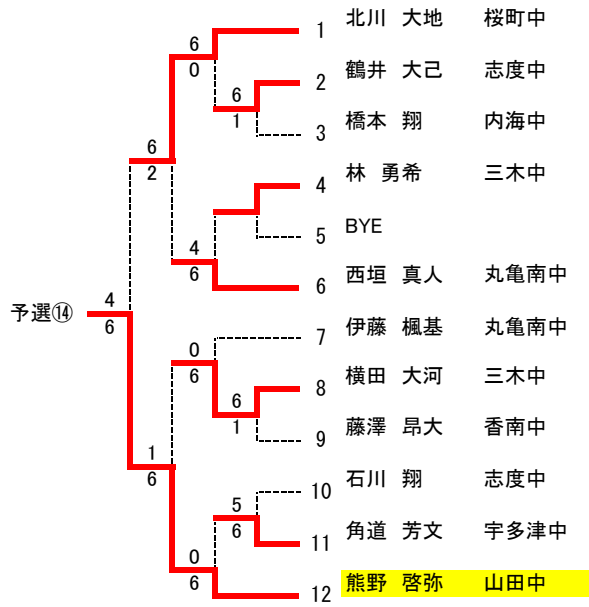 6
0
1 北川 大地 桜町中
2 鶴井 大己 志度中
6
1
3 橋本 翔 内海中
6
2
4 林 勇希 三木中
5 BYE
4
6
6 西垣 真人 丸亀南中
予選⑭
4
6
7 伊藤 楓基 丸亀南中
0
6
8 横田 大河 三木中
6
1
9 藤澤 昂大 香南中
1
6
10 石川 翔 志度中
5
6
11 角道 芳文 宇多津中
0
6
12 熊野 啓弥 山田中